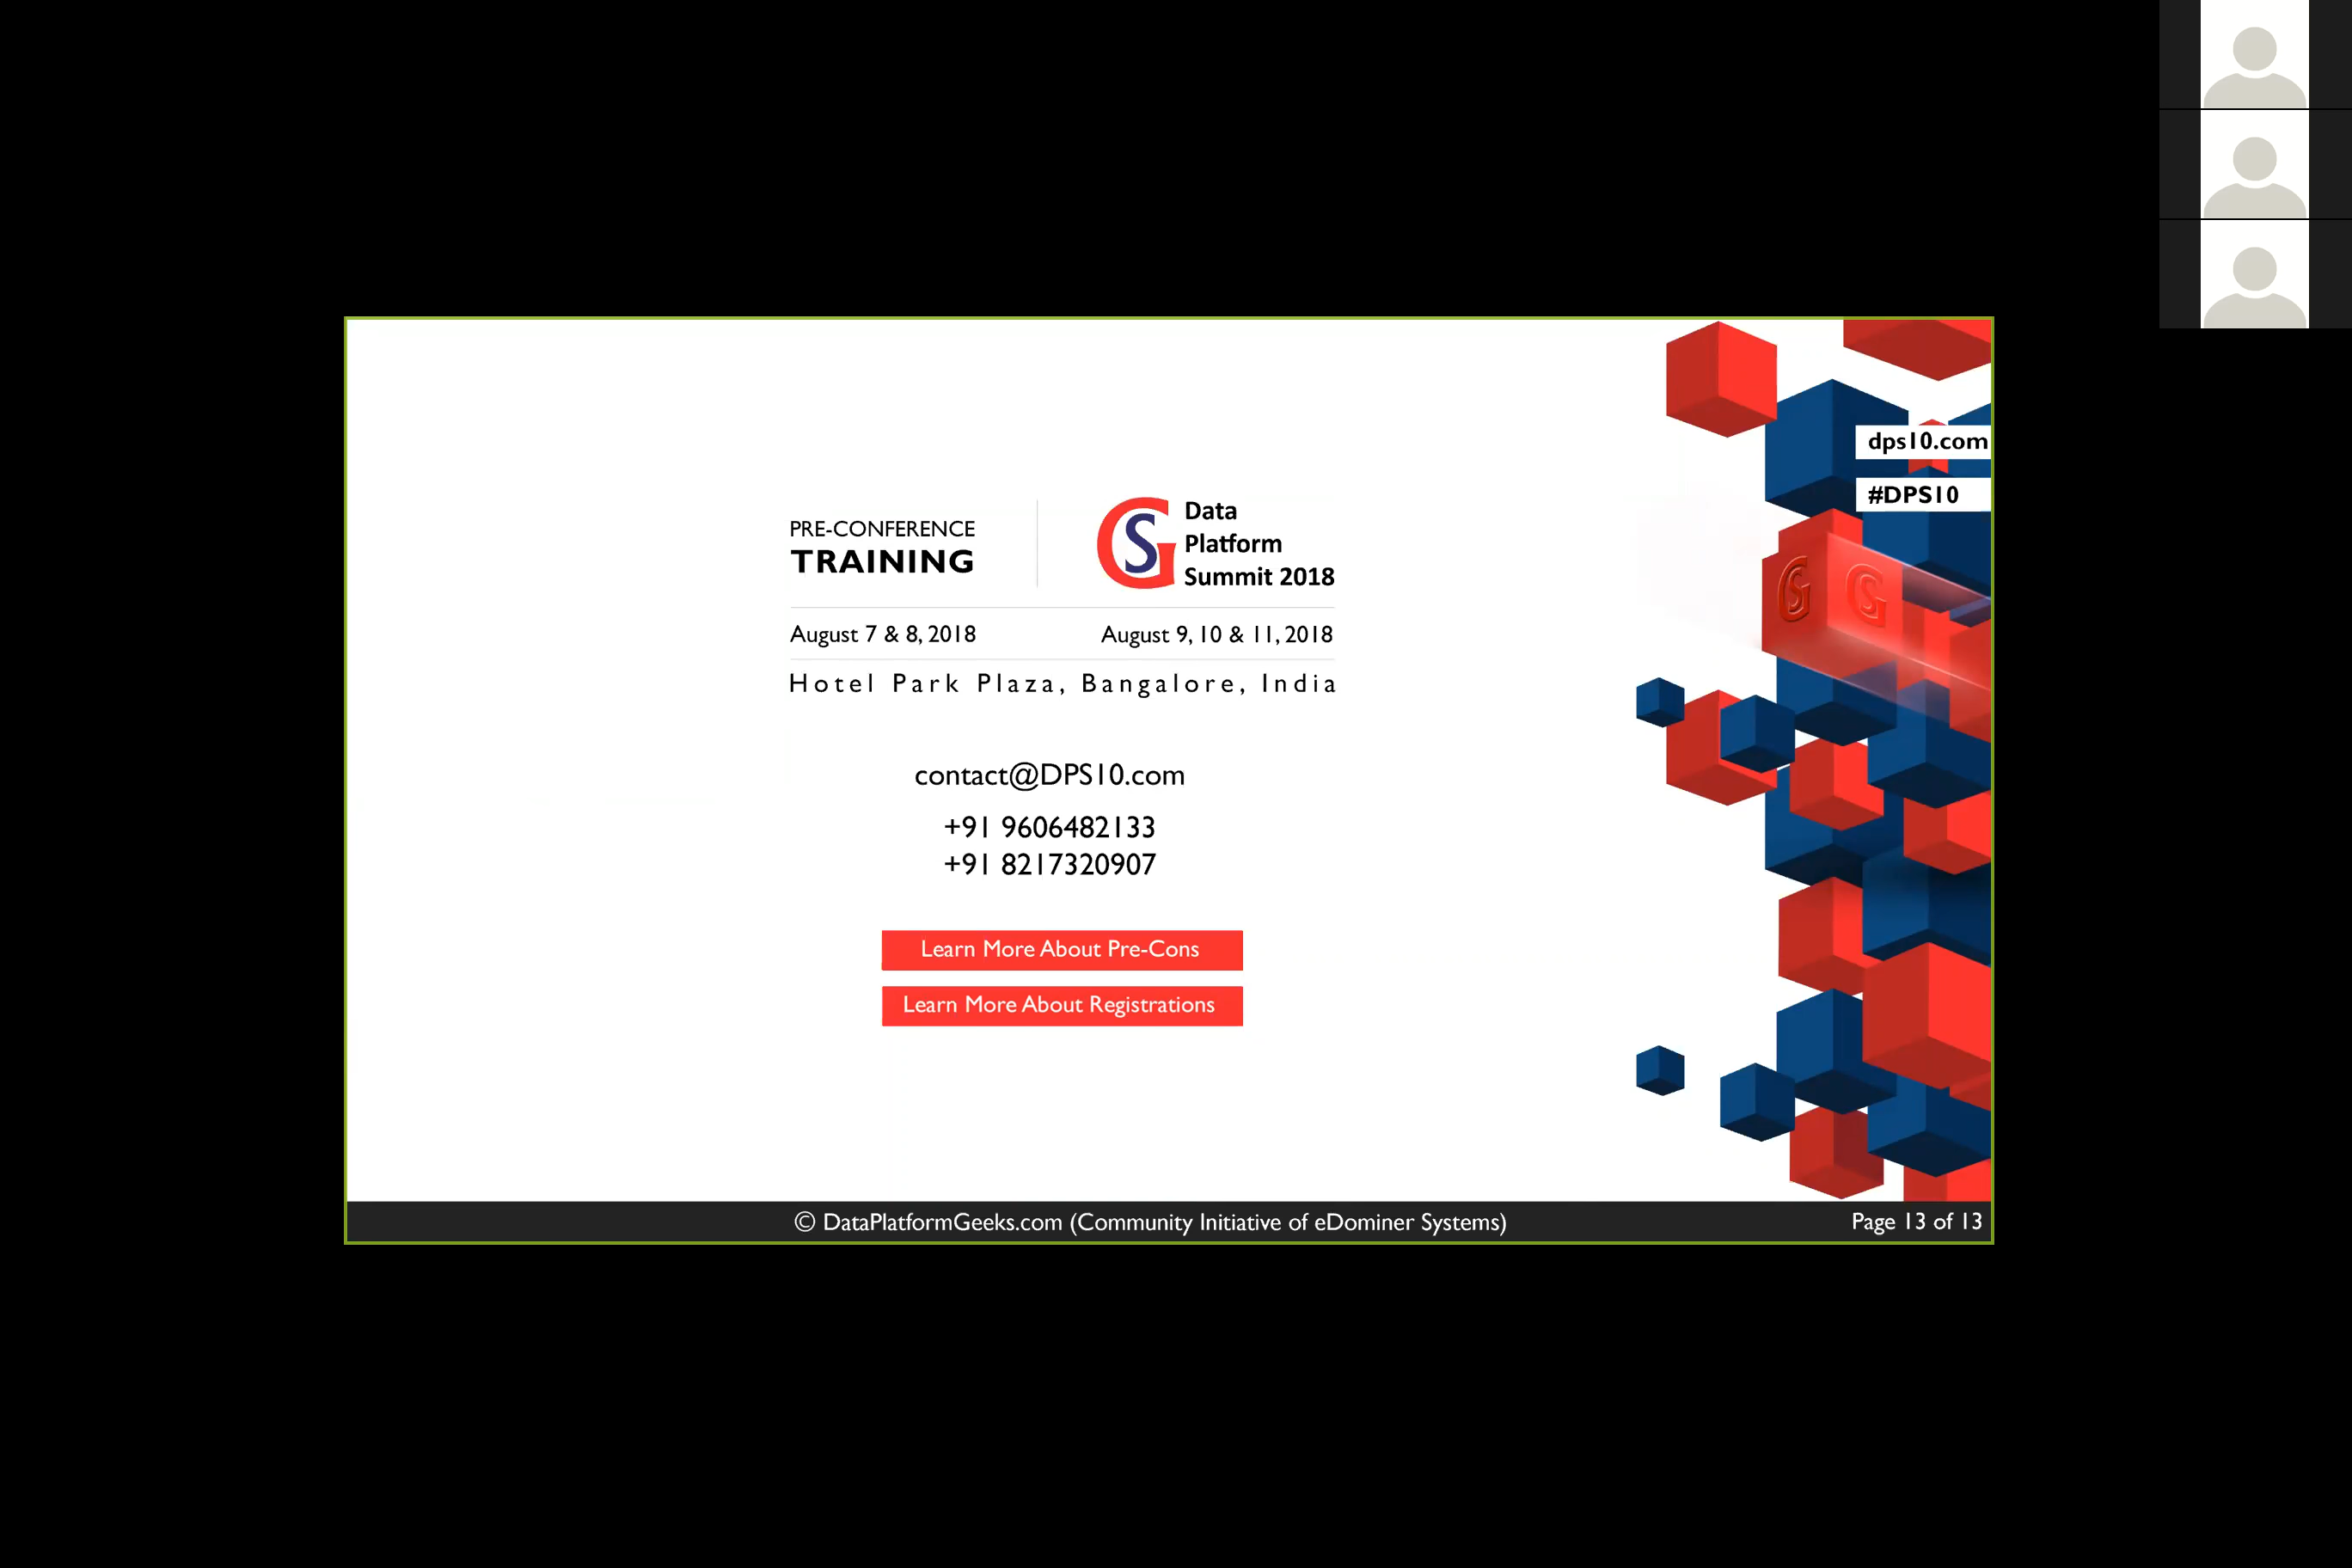 dps10.com
#DPS10
PRE-CONFERENCE
TRAINING
Data
Platform
Summit 2018
August 7 & 8, 2018
August 9, 10 & 11, 2018
Hotel Park Plaza, Bangalore, India
contact@DPS10.com
+91 9606482133
+91 8217320907
Learn More About Pre-Cons
Learn More About Registrations
© DataPlatformGeeks.com (Community Initiative of eDominer Systems)
Page 13 of 13